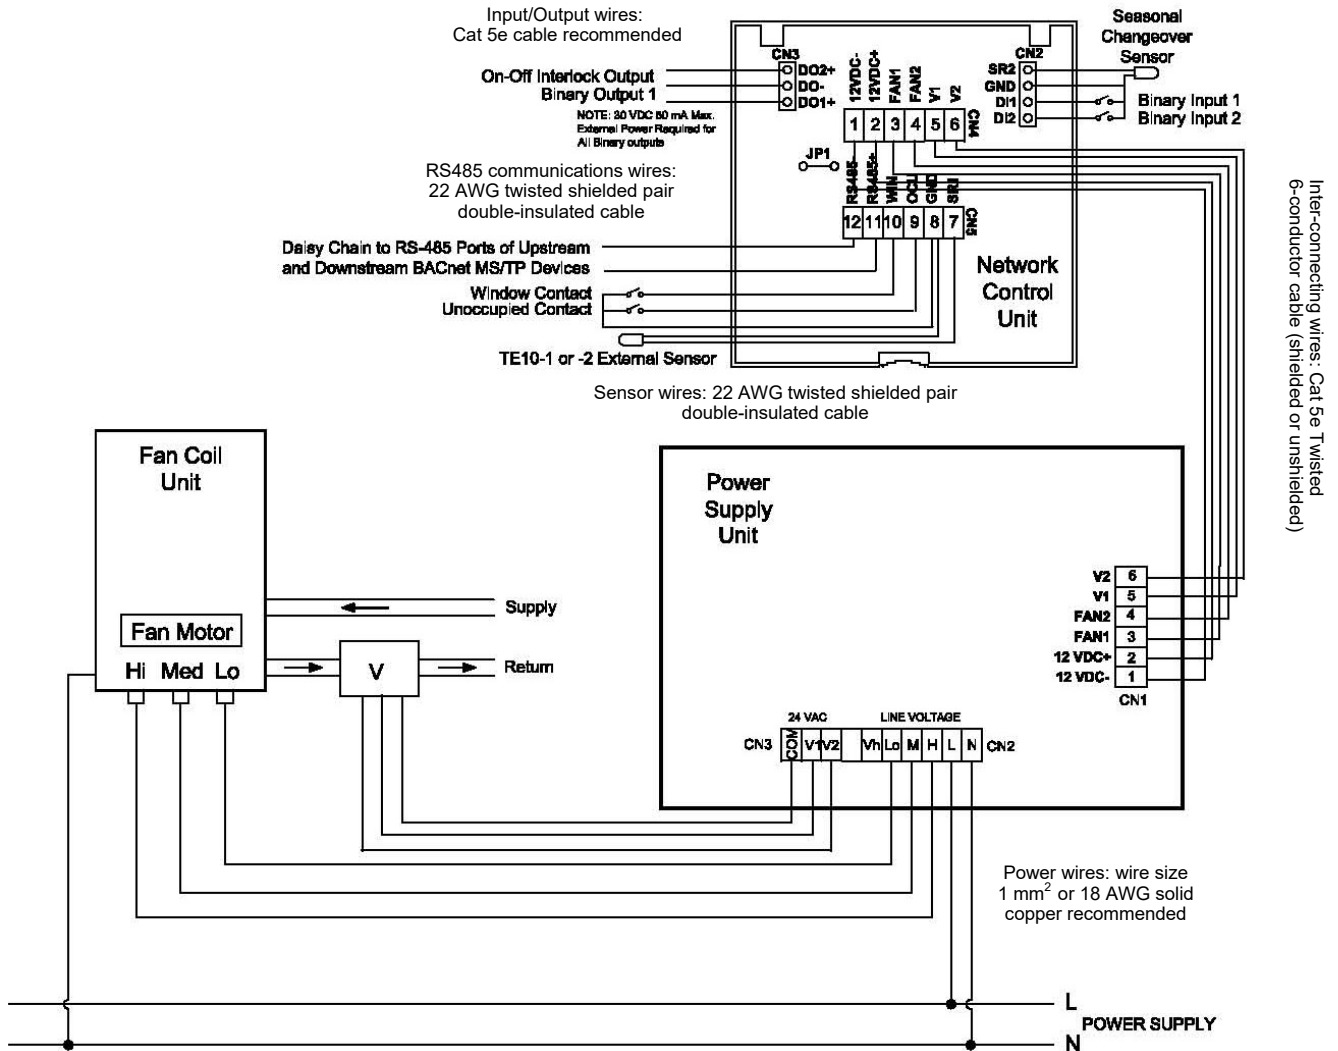 Input/Output wires:
Cat 5e cable recommended
On-Off Interlock Output
Binary Output 1
NOTE: 30 VDC 50 mA Max.
External Power Required for
All Binary outputs
CN3
DO2+
DO-
DO1+
12VDC-
12VDC+
FAN1
FAN2
V1
V2
1 2 3 4 5 6
CN4
CN2
SR2
GND
DI1
DI2
Seasonal
Changeover
Sensor
Binary Input 1
Binary Input 2
JP1
RS485 communications wires:
22 AWG twisted shielded pair
double-insulated cable
RS485-
RS485+
WIN
OCU
GND
SR1
12 11 10 9 8 7
CN5
Daisy Chain to RS-485 Ports of Upstream
and Downstream BACnet MS/TP Devices
Window Contact
Unoccupied Contact
TE10-1 or -2 External Sensor
Network
Control
Unit
Sensor wires: 22 AWG twisted shielded pair
double-insulated cable
Inter-connecting wires: Cat 5e Twisted
6-conductor cable (shielded or unshielded)
Fan Coil
Unit
Fan Motor
Hi Med Lo
Supply
Return
V
Power
Supply
Unit
V2 6
V1 5
FAN2 4
FAN1 3
12 VDC+ 2
12 VDC- 1
CN1
24 VAC
LINE VOLTAGE
CN3 COM V1 V2 Vh Lo M H L N CN2
Power wires: wire size
1 mm² or 18 AWG solid
copper recommended
L
POWER SUPPLY
N